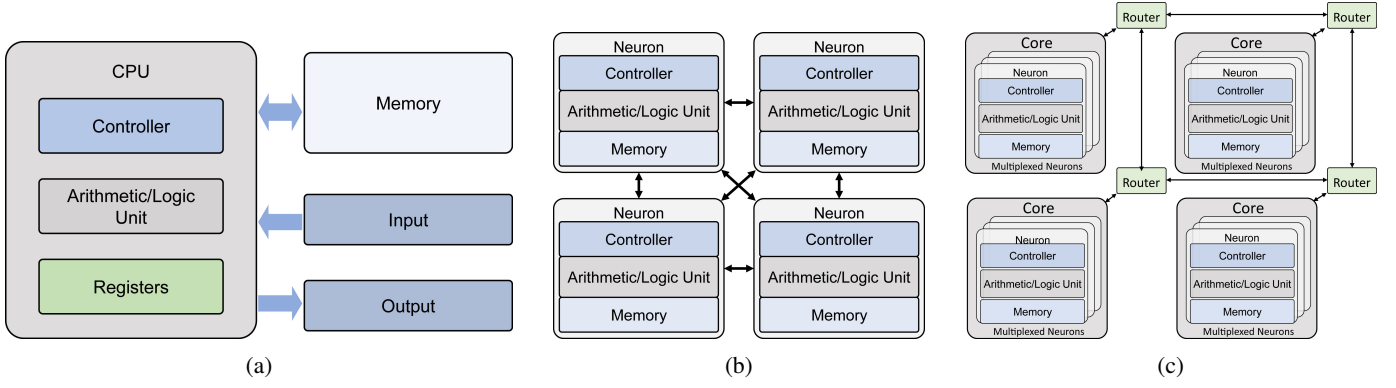 CPU
Controller
Arithmetic/Logic
Unit
Registers
Memory
Input
Output
(a)
Neuron
Controller
Arithmetic/Logic Unit
Memory
Neuron
Controller
Arithmetic/Logic Unit
Memory
Neuron
Controller
Arithmetic/Logic Unit
Memory
Neuron
Controller
Arithmetic/Logic Unit
Memory
(b)
Router
Router
Core
Neuron
Controller
Arithmetic/Logic Unit
Memory
Multiplexed Neurons
Core
Neuron
Controller
Arithmetic/Logic Unit
Memory
Multiplexed Neurons
Router
Router
Core
Neuron
Controller
Arithmetic/Logic Unit
Memory
Multiplexed Neurons
Core
Neuron
Controller
Arithmetic/Logic Unit
Memory
Multiplexed Neurons
(c)